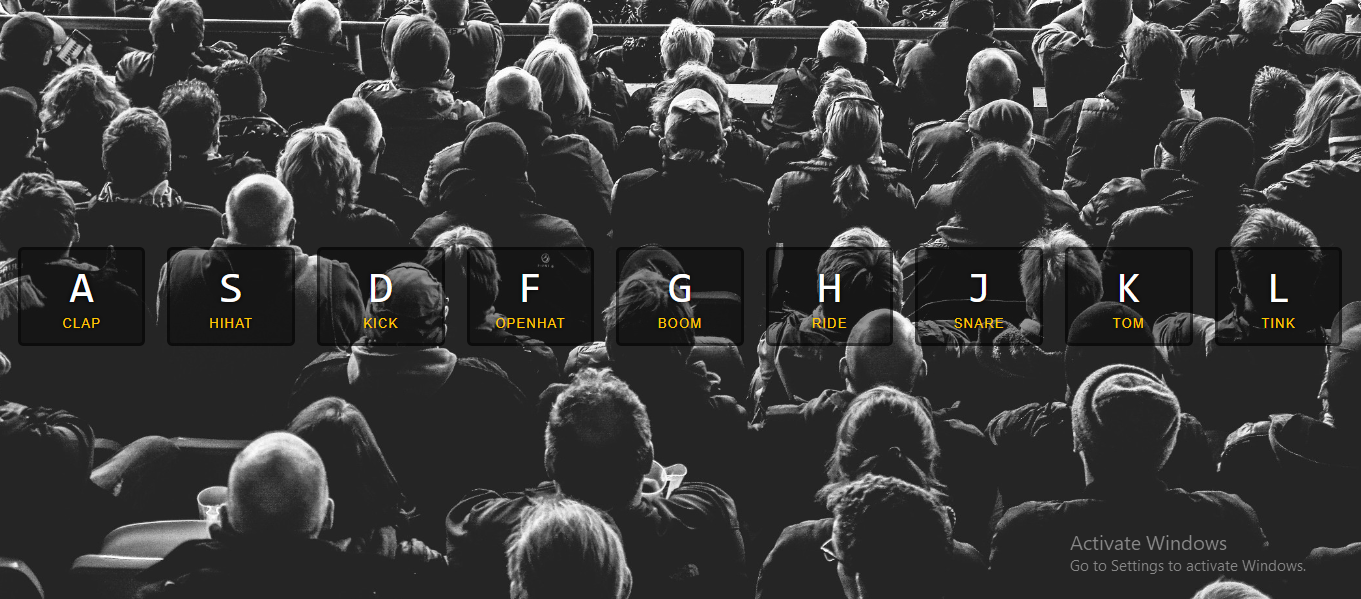 A
CLAP
S
HIHAT
D
KICK
F
OPENHAT
G
BOOM
H
RIDE
J
SNARE
K
TOM
L
TINK
Activate Windows
Go to Settings to activate Windows.